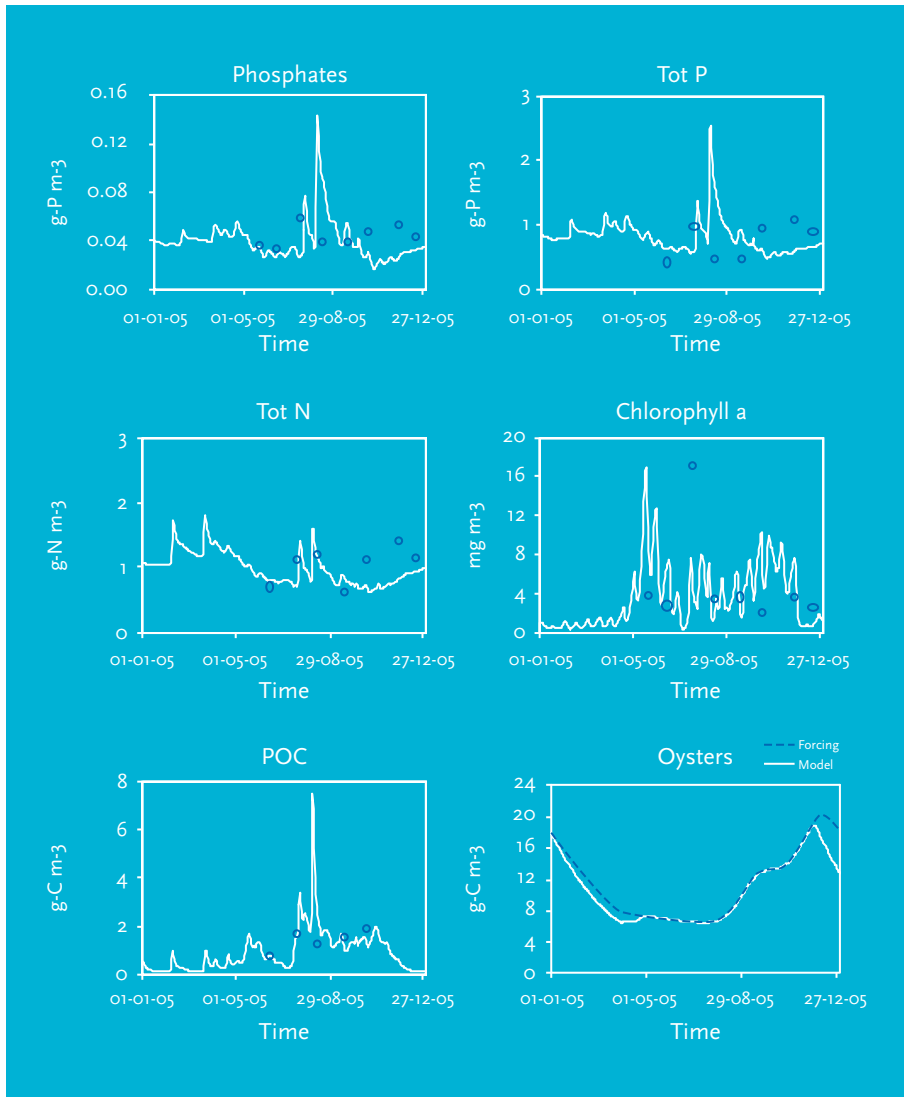 Phosphates
0.16
0.12
0.08
0.04
0.00
g-P m-3
01-01-05 01-05-05 29-08-05 27-12-05
Time
Tot P
3
2
1
0
g-P m-3
01-01-05 01-05-05 29-08-05 27-12-05
Time
Tot N
3
2
1
0
g-N m-3
01-01-05 01-05-05 29-08-05 27-12-05
Time
Chlorophyll a
20
16
12
8
4
0
mg m-3
01-01-05 01-05-05 29-08-05 27-12-05
Time
POC
8
6
4
2
0
g-C m-3
01-01-05 01-05-05 29-08-05 27-12-05
Time
Oysters
Forcing
Model
24
20
16
12
8
4
0
g-C m-3
01-01-05 01-05-05 29-08-05 27-12-05
Time